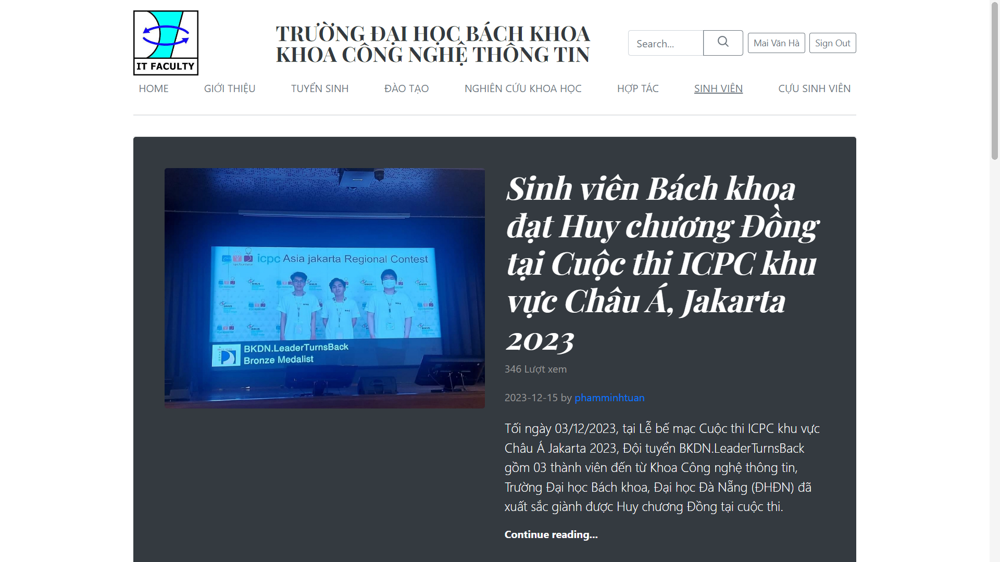 IT FACULTY
TRƯỜNG ĐẠI HỌC BÁCH KHOA
KHOA CÔNG NGHỆ THÔNG TIN
Search...
Mai Văn Hà
Sign Out
HOME
GIỚI THIỆU
TUYỂN SINH
ĐÀO TẠO
NGHIÊN CỨU KHOA HỌC
HỢP TÁC
SINH VIÊN
CỰU SINH VIÊN
icpc Asia jakarta Regional Contest
icpc.foundation
BKDN.LeaderTurnsBack
Bronze Medalist
Sinh viên Bách khoa
đạt Huy chương Đồng
tại Cuộc thi ICPC khu
vực Châu Á, Jakarta
2023
346 Lượt xem
2023-12-15 by phamminhtuan
Tối ngày 03/12/2023, tại Lễ bế mạc Cuộc thi ICPC khu vực
Châu Á Jakarta 2023, Đội tuyển BKDN.LeaderTurnsBack
gồm 03 thành viên đến từ Khoa Công nghệ thông tin,
Trường Đại học Bách khoa, Đại học Đà Nẵng (ĐHĐN) đã
xuất sắc giành được Huy chương Đồng tại cuộc thi.
Continue reading...